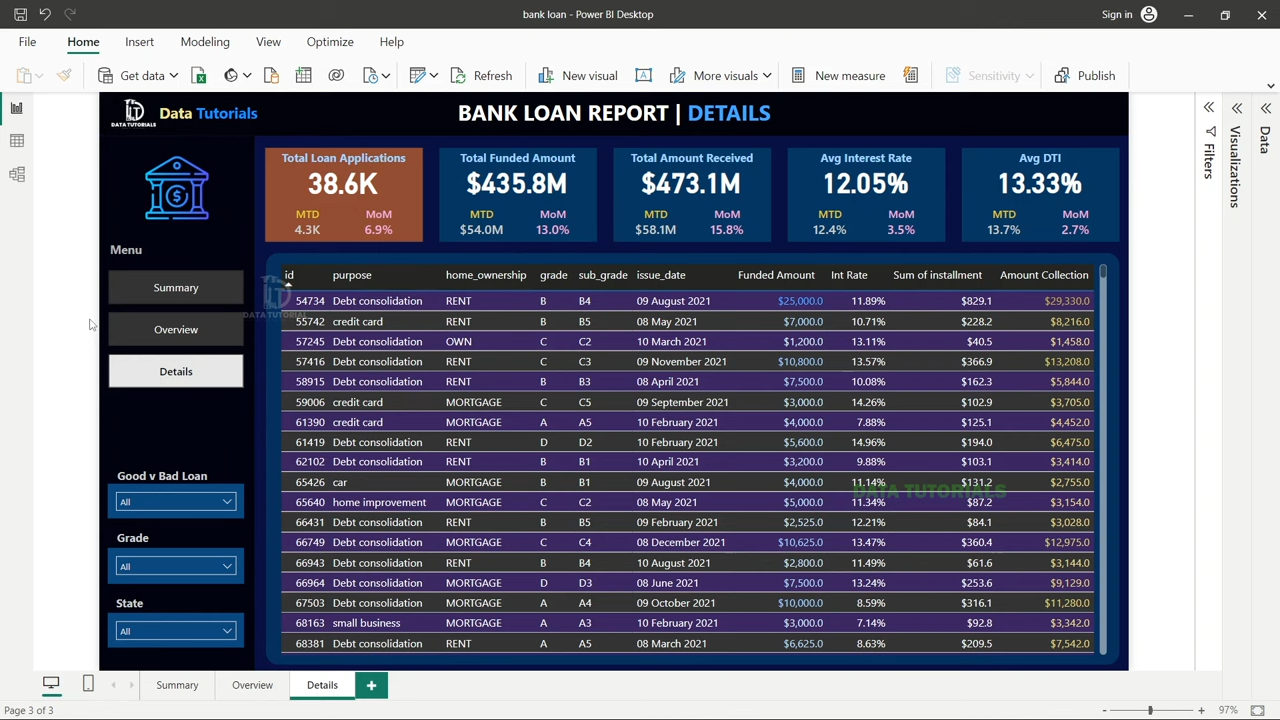 bank loan - Power BI Desktop
Sign in
File Home Insert Modeling View Optimize Help
Get data Refresh New visual More visuals New measure Sensitivity Publish
DATA TUTORIALS
Data Tutorials
BANK LOAN REPORT | DETAILS
Total Loan Applications
38.6K
MTD MoM
4.3K 6.9%
Total Funded Amount
$435.8M
MTD MoM
$54.0M 13.0%
Total Amount Received
$473.1M
MTD MoM
$58.1M 15.8%
Avg Interest Rate
12.05%
MTD MoM
12.4% 3.5%
Avg DTI
13.33%
MTD MoM
13.7% 2.7%
Menu
Summary
Overview
Details
Good v Bad Loan
All
Grade
All
State
All
id purpose home_ownership grade sub_grade issue_date Funded Amount Int Rate Sum of installment Amount Collection
54734 Debt consolidation RENT B B4 09 August 2021 $25,000.0 11.89% $829.1 $29,330.0
55742 credit card RENT B B5 08 May 2021 $7,000.0 10.71% $228.2 $8,216.0
57245 Debt consolidation OWN C C2 10 March 2021 $1,200.0 13.11% $40.5 $1,458.0
57416 Debt consolidation RENT C C3 09 November 2021 $10,800.0 13.57% $366.9 $13,208.0
58915 Debt consolidation RENT B B3 08 April 2021 $7,500.0 10.08% $162.3 $5,844.0
59006 credit card MORTGAGE C C5 09 September 2021 $3,000.0 14.26% $102.9 $3,705.0
61390 credit card MORTGAGE A A5 10 February 2021 $4,000.0 7.88% $125.1 $4,452.0
61419 Debt consolidation RENT D D2 10 February 2021 $5,600.0 14.96% $194.0 $6,475.0
62102 Debt consolidation RENT B B1 10 April 2021 $3,200.0 9.88% $103.1 $3,414.0
65426 car MORTGAGE B B1 09 August 2021 $4,000.0 11.14% $131.2 $2,755.0
65640 home improvement MORTGAGE C C2 08 May 2021 $5,000.0 11.34% $87.2 $3,154.0
66431 Debt consolidation RENT B B5 09 February 2021 $2,525.0 12.21% $84.1 $3,028.0
66749 Debt consolidation MORTGAGE C C4 08 December 2021 $10,625.0 13.47% $360.4 $12,975.0
66943 Debt consolidation RENT B B4 10 August 2021 $2,800.0 11.49% $61.6 $3,144.0
66964 Debt consolidation MORTGAGE D D3 08 June 2021 $7,500.0 13.24% $253.6 $9,129.0
67503 Debt consolidation MORTGAGE A A4 09 October 2021 $10,000.0 8.59% $316.1 $11,280.0
68163 small business MORTGAGE A A3 10 February 2021 $3,000.0 7.14% $92.8 $3,342.0
68381 Debt consolidation RENT A A5 08 March 2021 $6,625.0 8.63% $209.5 $7,542.0
DATA TUTORIALS
DATA TUTORIALS
Filters
Visualizations
Data
Summary Overview Details
Page 3 of 3
97%